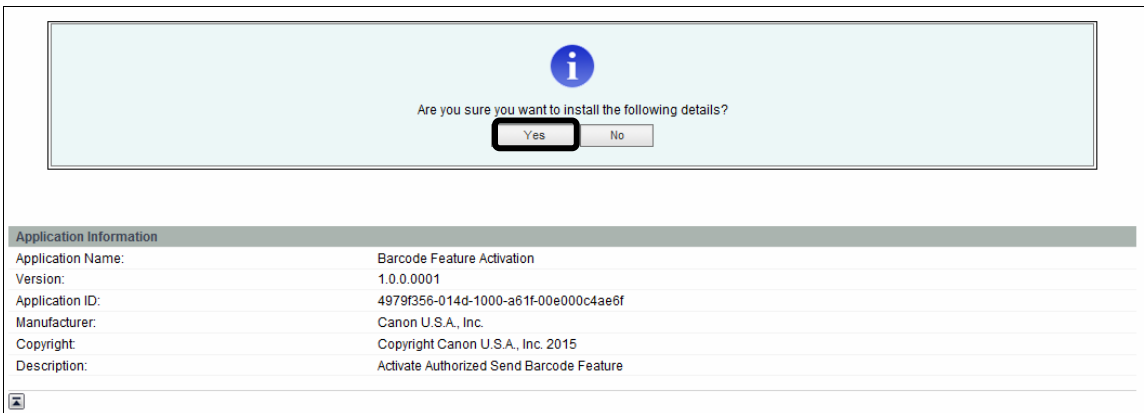 Are you sure you want to install the following details?
Yes No
Application Information
Application Name: Barcode Feature Activation
Version: 1.0.0.0001
Application ID: 4979f356-014d-1000-a61f-00e000c4ae6f
Manufacturer: Canon U.S.A., Inc.
Copyright: Copyright Canon U.S.A., Inc. 2015
Description: Activate Authorized Send Barcode Feature